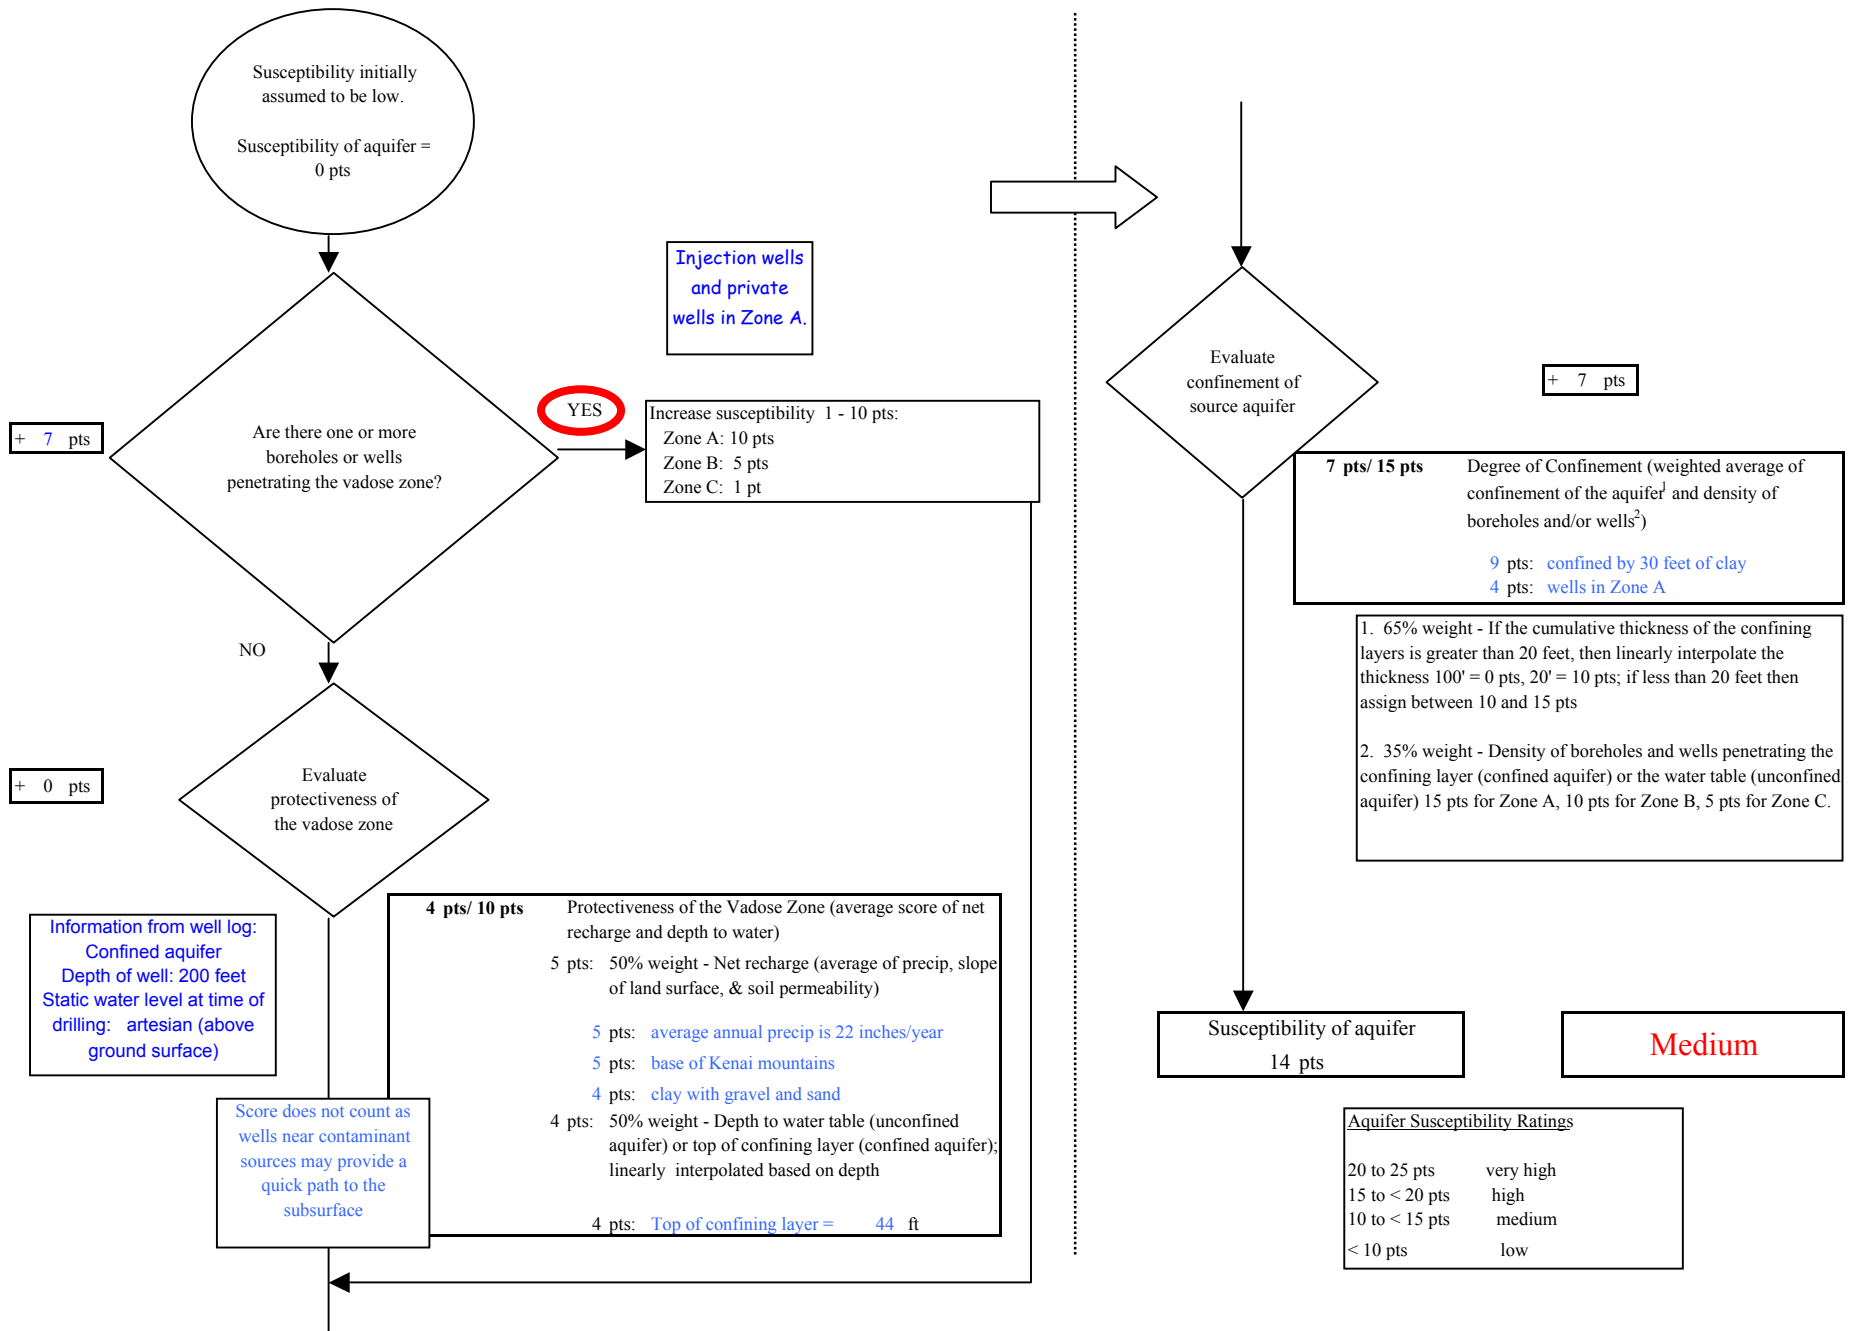 Susceptibility initially
assumed to be low.
Susceptibility of aquifer =
0 pts
Injection wells
and private
wells in Zone A.
+ 7 pts
Are there one or more
boreholes or wells
penetrating the vadose zone?
YES
Increase susceptibility 1 - 10 pts:
Zone A: 10 pts
Zone B: 5 pts
Zone C: 1 pt
NO
+ 0 pts
Evaluate
protectiveness of
the vadose zone
Information from well log:
Confined aquifer
Depth of well: 200 feet
Static water level at time of
drilling: artesian (above
ground surface)
4 pts/ 10 pts Protectiveness of the Vadose Zone (average score of net
recharge and depth to water)
5 pts: 50% weight - Net recharge (average of precip, slope
of land surface, & soil permeability)
5 pts: average annual precip is 22 inches/year
5 pts: base of Kenai mountains
4 pts: clay with gravel and sand
4 pts: 50% weight - Depth to water table (unconfined
aquifer) or top of confining layer (confined aquifer);
linearly interpolated based on depth
4 pts: Top of confining layer = 44 ft
Score does not count as
wells near contaminant
sources may provide a
quick path to the
subsurface
Evaluate
confinement of
source aquifer
+ 7 pts
7 pts/ 15 pts Degree of Confinement (weighted average of
confinement of the aquifer1 and density of
boreholes and/or wells2)
9 pts: confined by 30 feet of clay
4 pts: wells in Zone A
1. 65% weight - If the cumulative thickness of the confining
layers is greater than 20 feet, then linearly interpolate the
thickness 100' = 0 pts, 20' = 10 pts; if less than 20 feet then
assign between 10 and 15 pts
2. 35% weight - Density of boreholes and wells penetrating the
confining layer (confined aquifer) or the water table (unconfined
aquifer) 15 pts for Zone A, 10 pts for Zone B, 5 pts for Zone C.
Susceptibility of aquifer
14 pts
Medium
Aquifer Susceptibility Ratings
20 to 25 pts very high
15 to < 20 pts high
10 to < 15 pts medium
< 10 pts low